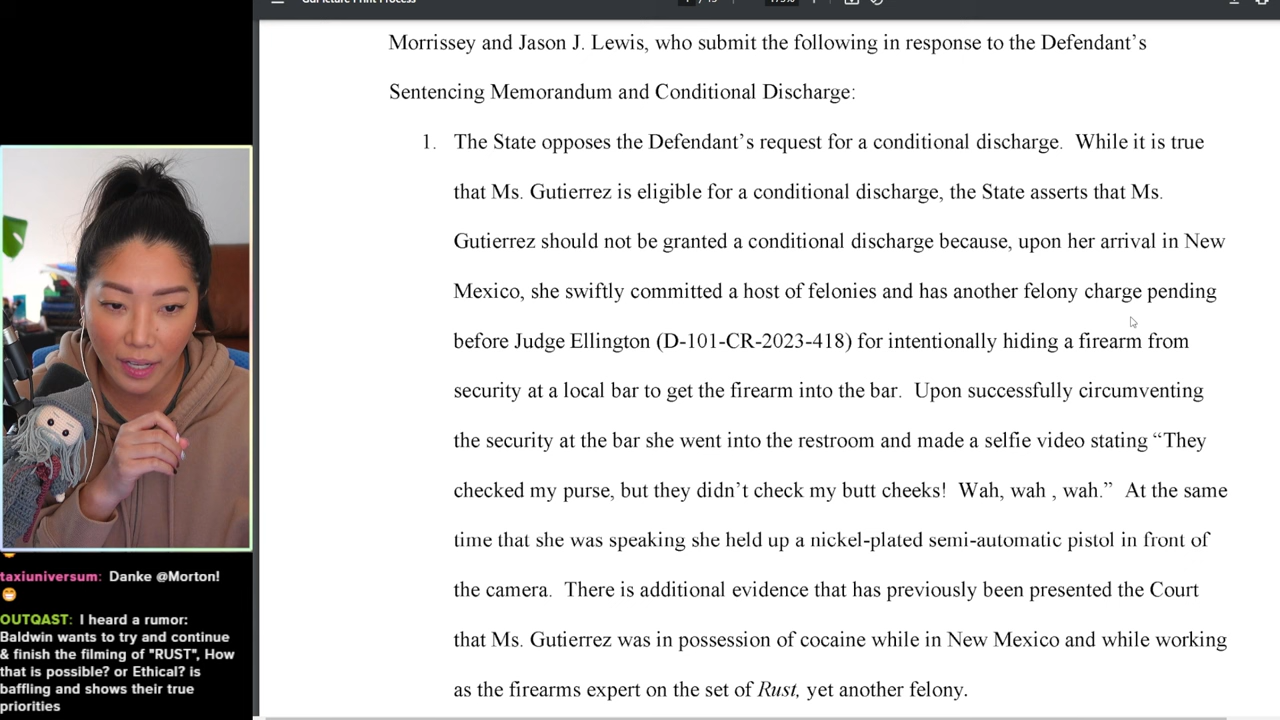 Morrissey and Jason J. Lewis, who submit the following in response to the Defendant's
Sentencing Memorandum and Conditional Discharge:
1. The State opposes the Defendant's request for a conditional discharge. While it is true
that Ms. Gutierrez is eligible for a conditional discharge, the State asserts that Ms.
Gutierrez should not be granted a conditional discharge because, upon her arrival in New
Mexico, she swiftly committed a host of felonies and has another felony charge pending
before Judge Ellington (D-101-CR-2023-418) for intentionally hiding a firearm from
security at a local bar to get the firearm into the bar. Upon successfully circumventing
the security at the bar she went into the restroom and made a selfie video stating “They
checked my purse, but they didn't check my butt cheeks! Wah, wah , wah.” At the same
time that she was speaking she held up a nickel-plated semi-automatic pistol in front of
the camera. There is additional evidence that has previously been presented the Court
that Ms. Gutierrez was in possession of cocaine while in New Mexico and while working
as the firearms expert on the set of Rust, yet another felony.
taxiuniversum: Danke @Morton!
OUTQAST: I heard a rumor:
Baldwin wants to try and continue
& finish the filming of "RUST", How
that is possible? or Ethical? is
baffling and shows their true
priorities